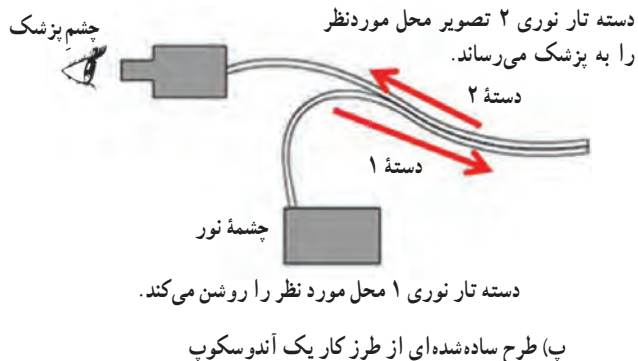 دسته تار نوری ۲ تصویر محل موردنظر
را به پزشک می‌رساند.
چشمِ پزشک
دستهٔ ۲
دستهٔ ۱
چشمهٔ نور
دسته تار نوری ۱ محل مورد نظر را روشن می‌کند.
پ) طرح ساده‌شده‌ای از طرز کار یک آندوسکوپ